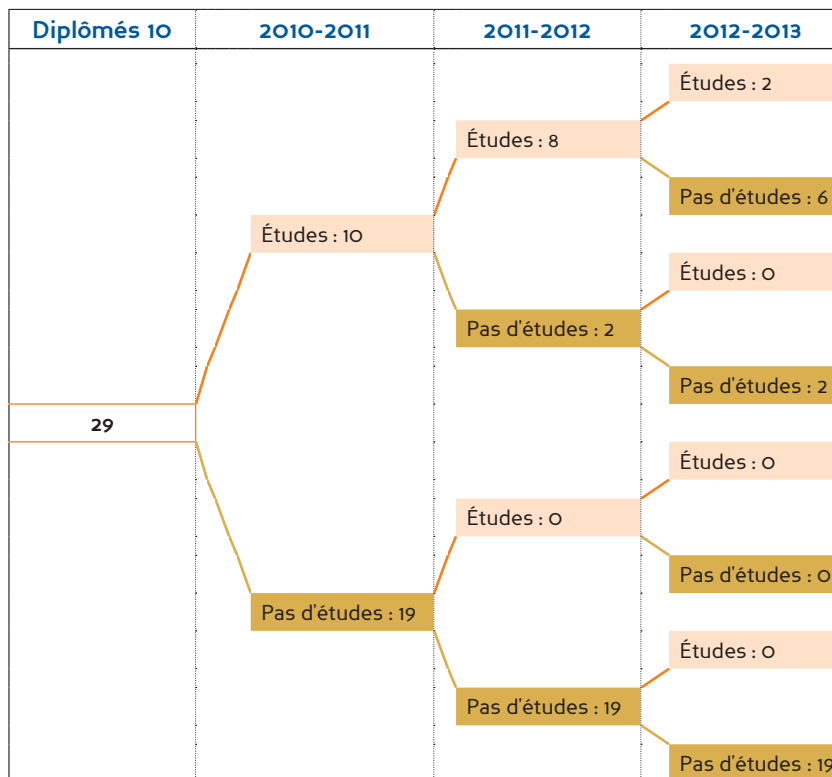 Diplômés 10 2010-2011 2011-2012 2012-2013
Études : 2
Études : 8
Pas d'études : 6
Études : 10
Études : 0
Pas d'études : 2
Pas d'études : 2
29
Études : 0
Études : 0
Pas d'études : 0
Pas d'études : 19
Études : 0
Pas d'études : 19
Pas d'études : 19